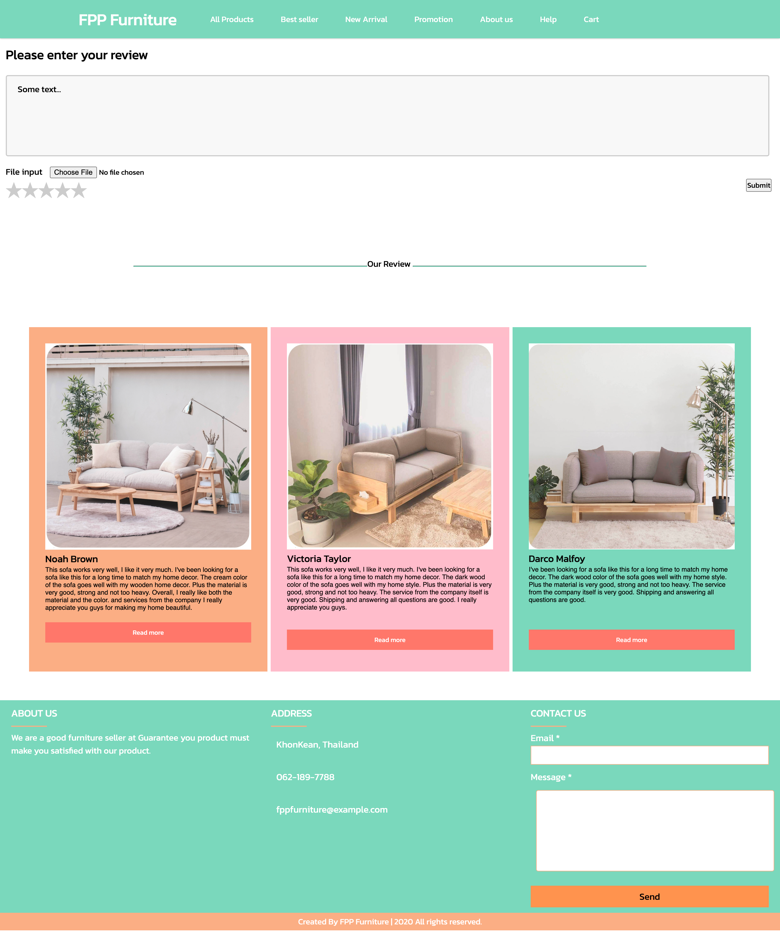 FPP Furniture All Products Best seller New Arrival Promotion About us Help Cart
Please enter your review
Some text..
File input Choose File No file chosen
Submit
Our Review
Noah Brown
This sofa works very well, I like it very much. I've been looking for a
sofa like this for a long time to match my home decor. The cream color
of the sofa goes well with my wooden home decor. Plus the material is
very good, strong and not too heavy. Overall, I really like both the
material and the color. and services from the company I really
appreciate you guys for making my home beautiful.
Read more
Victoria Taylor
This sofa works very well, I like it very much. I've been looking for a
sofa like this for a long time to match my home decor. The dark wood
color of the sofa goes well with my home style. Plus the material is very
good, strong and not too heavy. The service from the company itself is
very good. Shipping and answering all questions are good. I really
appreciate you guys.
Read more
Darco Malfoy
I've been looking for a sofa like this for a long time to match my home
decor. The dark wood color of the sofa goes well with my home style.
Plus the material is very good, strong and not too heavy. The service
from the company itself is very good. Shipping and answering all
questions are good.
Read more
ABOUT US
We are a good furniture seller at Guarantee you product must
make you satisfied with our product.
ADDRESS
KhonKean, Thailand
062-189-7788
fppfurniture@example.com
CONTACT US
Email *
Message *
Send
Created By FPP Furniture | 2020 All rights reserved.